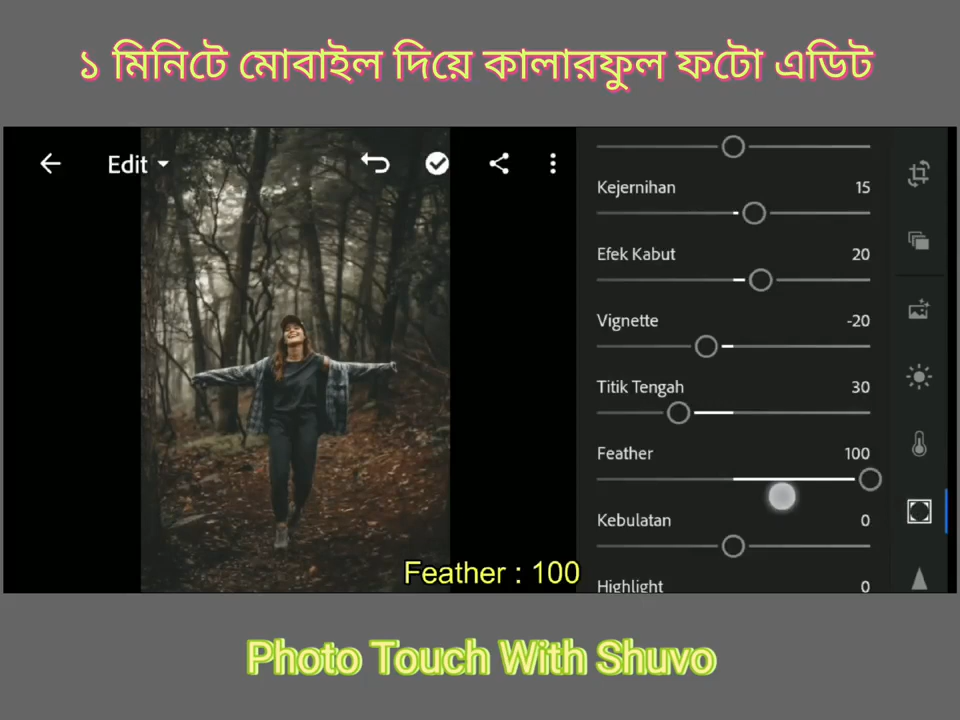 ১ মিনিটে মোবাইল দিয়ে কালারফুল ফটো এডিট
Edit
Kejernihan 15
Efek Kabut 20
Vignette -20
Titik Tengah 30
Feather 100
Kebulatan 0
Highlight 0
Feather : 100
Photo Touch With Shuvo